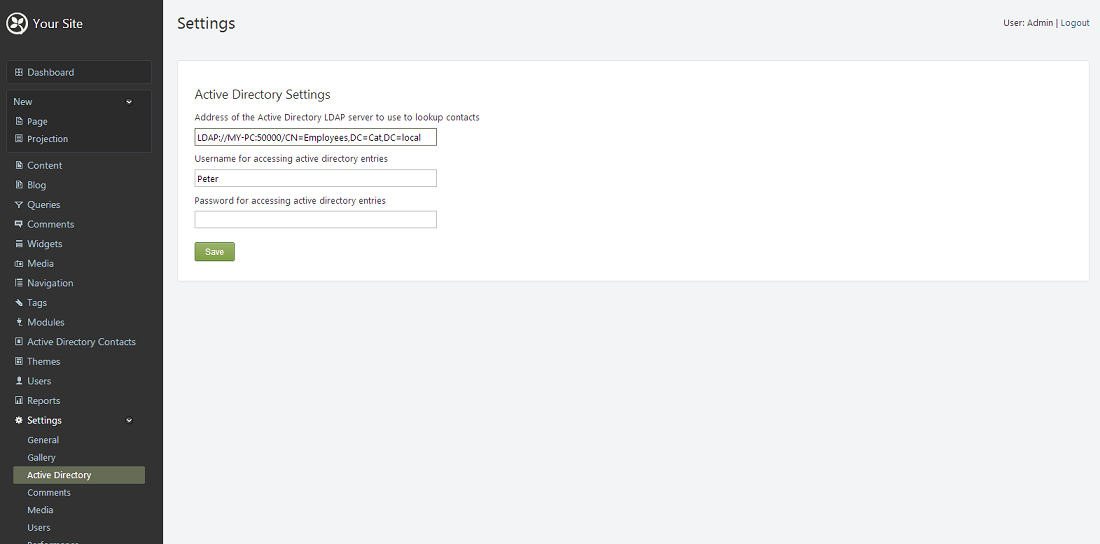 Your Site
Dashboard
New
Page
Projection
Content
Blog
Queries
Comments
Widgets
Media
Navigation
Tags
Modules
Active Directory Contacts
Themes
Users
Reports
Settings
General
Gallery
Active Directory
Comments
Media
Users
Performance
Settings
User: Admin | Logout
Active Directory Settings
Address of the Active Directory LDAP server to use to lookup contacts
LDAP://MY-PC:50000/CN=Employees,DC=Cat,DC=local
Username for accessing active directory entries
Peter
Password for accessing active directory entries
Save